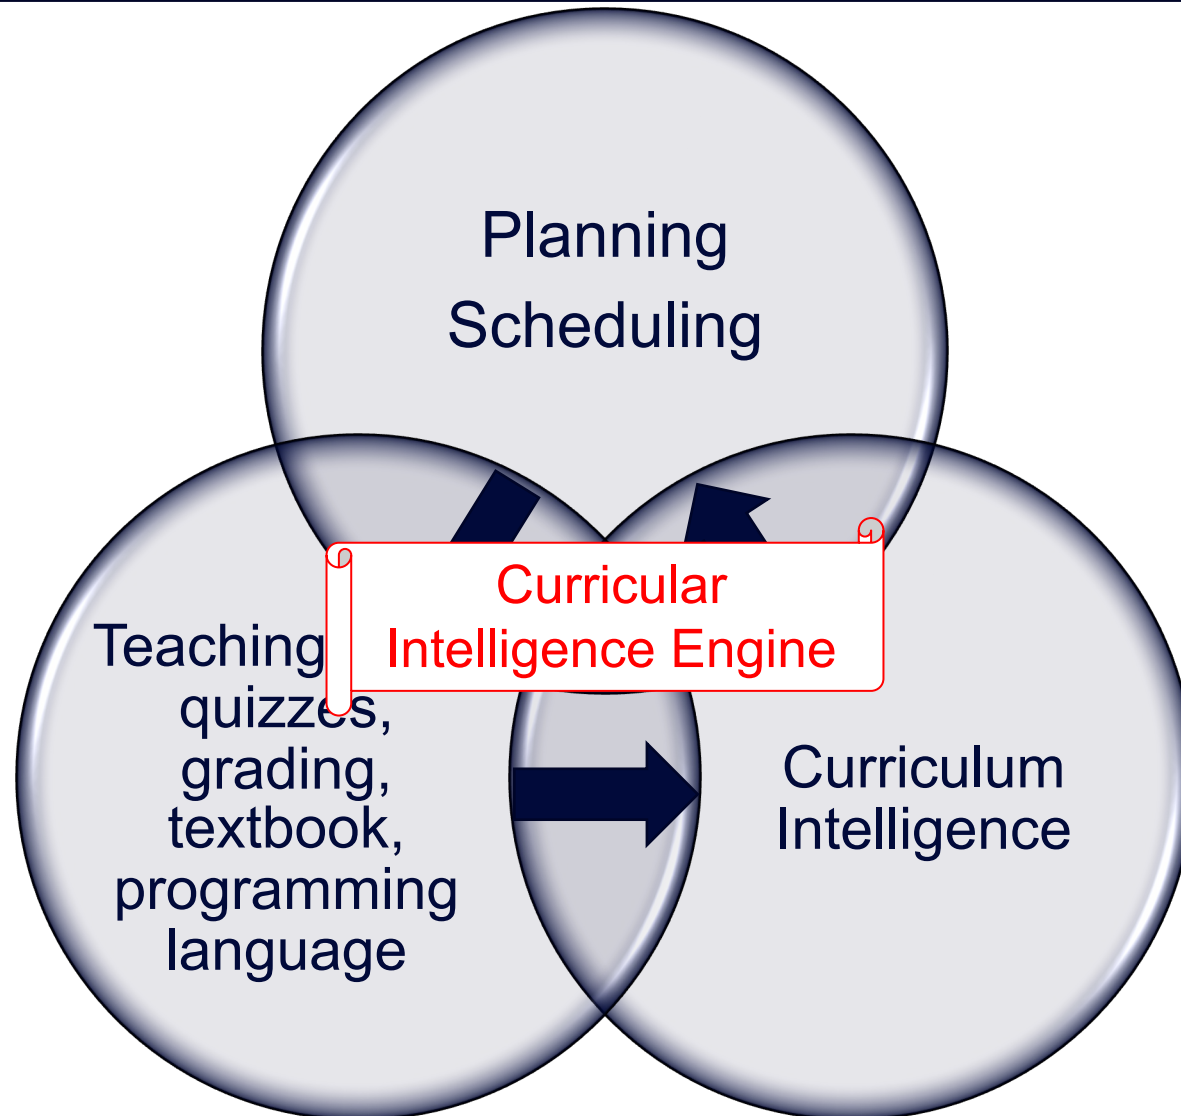 Planning
Scheduling
Curricular
Intelligence Engine
Teaching
quizzes,
grading,
textbook,
programming
language
Curriculum
Intelligence